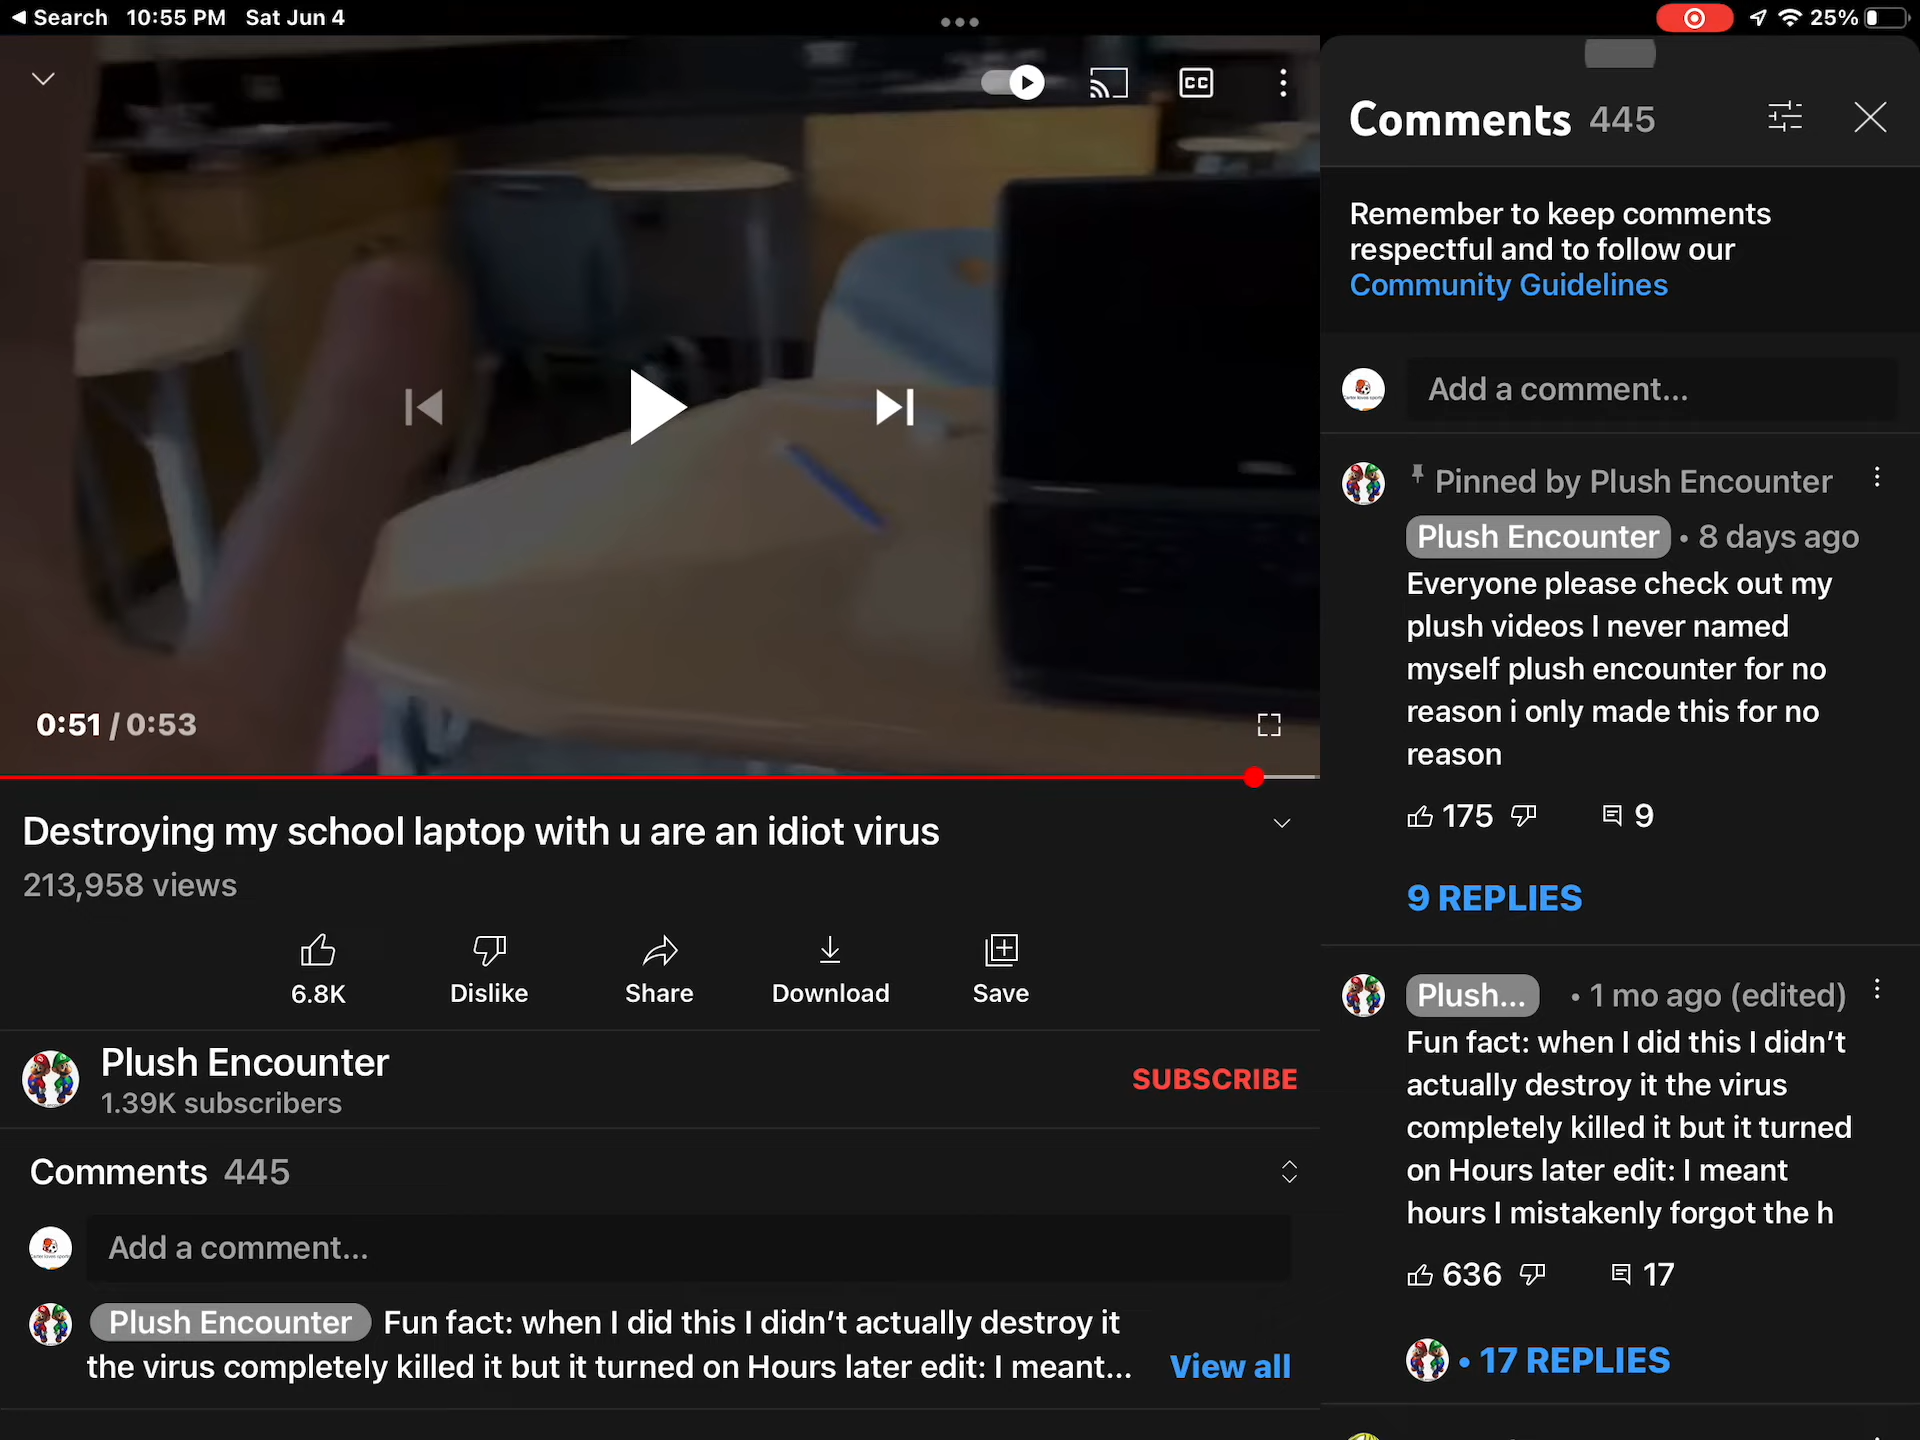 Search 10:55 PM Sat Jun 4
25%
CC
0:51 / 0:53
Destroying my school laptop with u are an idiot virus
213,958 views
6.8K
Dislike
Share
Download
Save
Plush Encounter
1.39K subscribers
SUBSCRIBE
Comments 445
Add a comment...
Plush Encounter Fun fact: when I did this I didn't actually destroy it
the virus completely killed it but it turned on Hours later edit: I meant...
View all
Comments 445
Remember to keep comments
respectful and to follow our
Community Guidelines
Add a comment...
Pinned by Plush Encounter
Plush Encounter • 8 days ago
Everyone please check out my
plush videos I never named
myself plush encounter for no
reason i only made this for no
reason
175
9
9 REPLIES
Plush... • 1 mo ago (edited)
Fun fact: when I did this I didn't
actually destroy it the virus
completely killed it but it turned
on Hours later edit: I meant
hours I mistakenly forgot the h
636
17
• 17 REPLIES